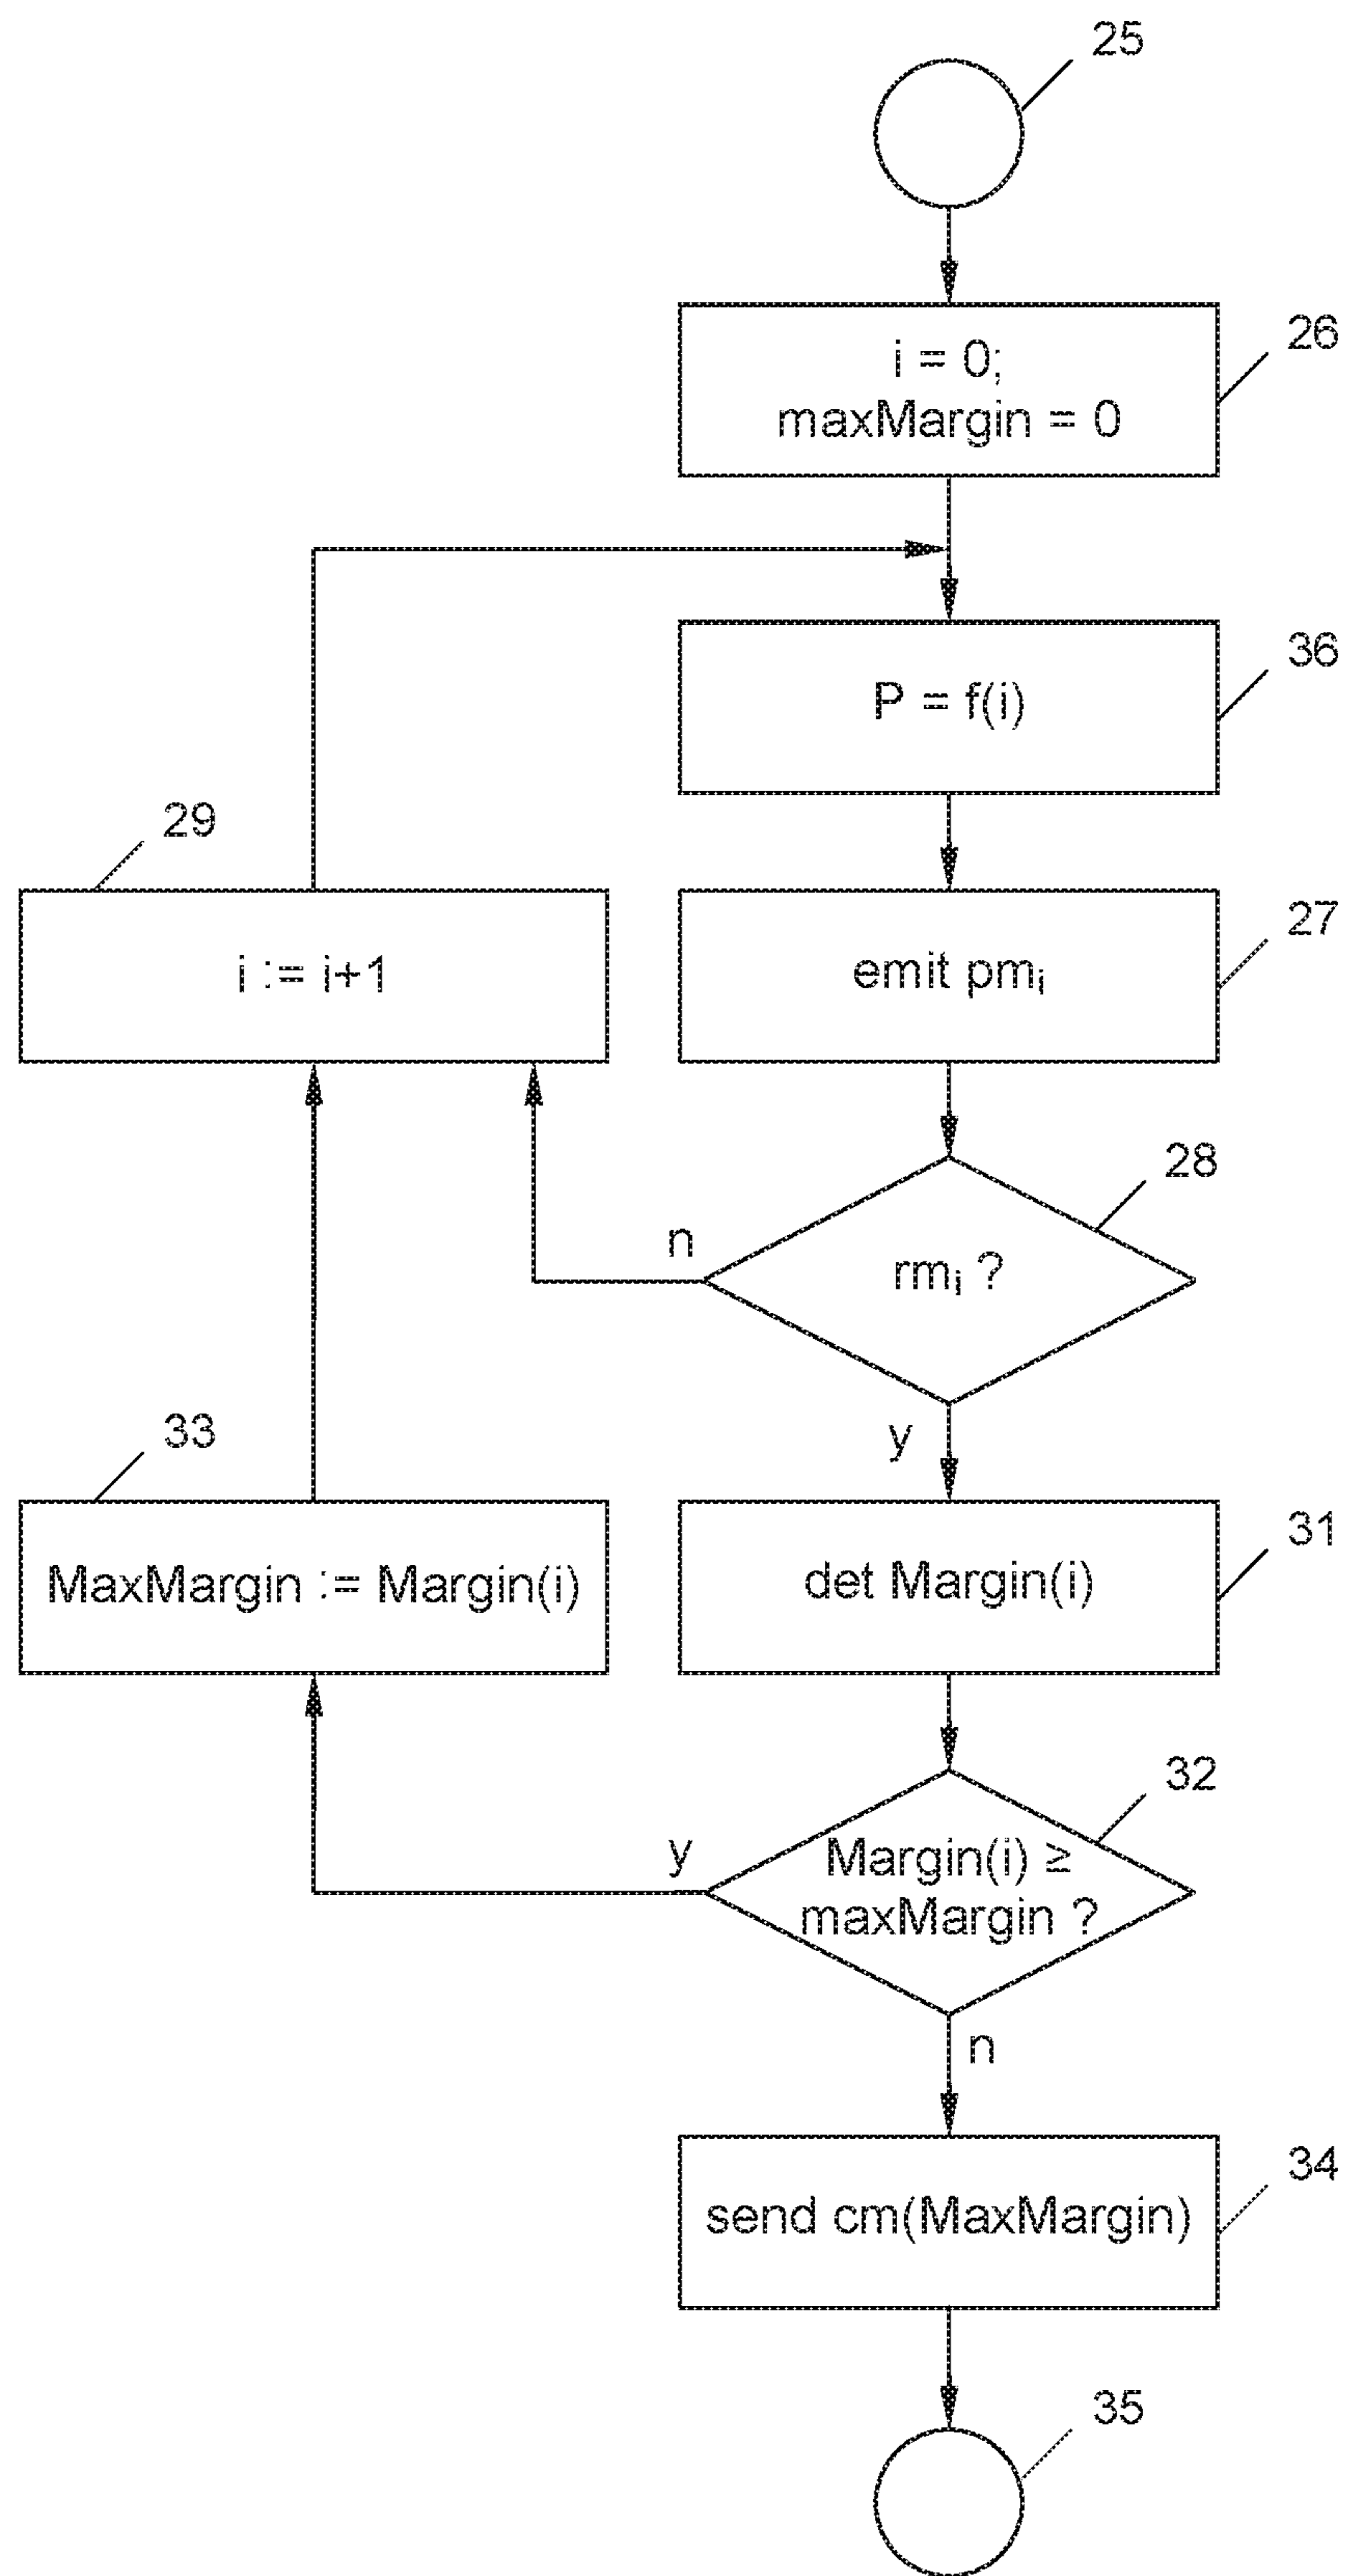 25
i = 0;
maxMargin = 0
26
P = f(i)
36
29
i := i+1
emit pmᵢ
27
28
n
rmᵢ ?
y
33
MaxMargin := Margin(i)
det Margin(i)
31
32
y
Margin(i) ≥
maxMargin ?
n
send cm(MaxMargin)
34
35